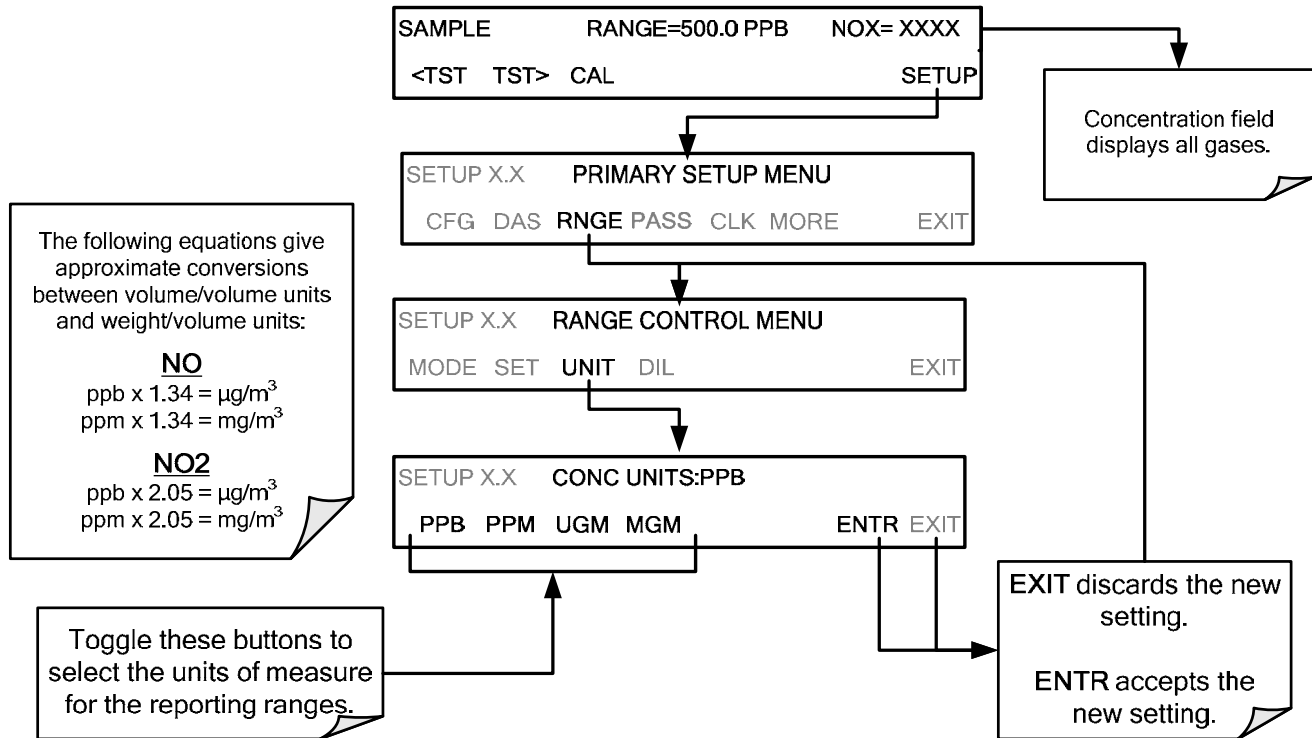 SAMPLE RANGE=500.0 PPB NOX= XXXX
<TST TST> CAL SETUP
Concentration field
displays all gases.
SETUP X.X PRIMARY SETUP MENU
CFG DAS RNGE PASS CLK MORE EXIT
The following equations give
approximate conversions
between volume/volume units
and weight/volume units:
NO
ppb x 1.34 = µg/m³
ppm x 1.34 = mg/m³
NO2
ppb x 2.05 = µg/m³
ppm x 2.05 = mg/m³
SETUP X.X RANGE CONTROL MENU
MODE SET UNIT DIL EXIT
SETUP X.X CONC UNITS:PPB
PPB PPM UGM MGM ENTR EXIT
Toggle these buttons to
select the units of measure
for the reporting ranges.
EXIT discards the new
setting.
ENTR accepts the
new setting.